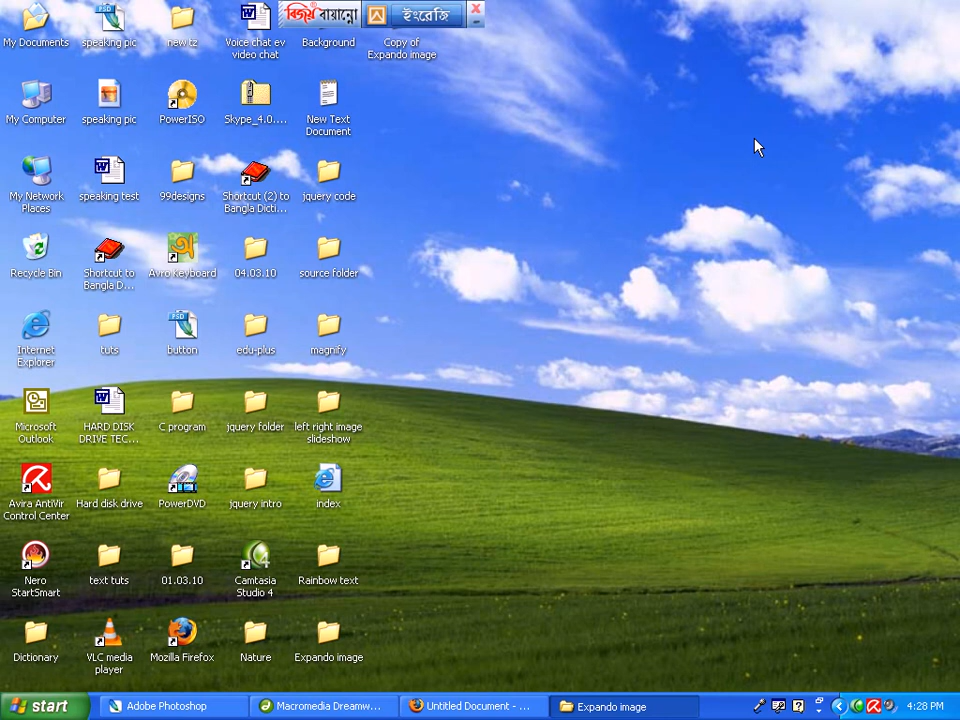 বিজয় বায়ান্নো
ইংরেজি
My Documents
speaking pic
new tz
Voice chat ev
video chat
Background
Copy of
Expando image
My Computer
speaking pic
PowerISO
Skype_4.0....
New Text
Document
My Network
Places
speaking test
99designs
Shortcut (2) to
Bangla Dicti...
jquery code
Recycle Bin
Shortcut to
Bangla D...
Avro Keyboard
04.03.10
source folder
Internet
Explorer
tuts
PSD
button
edu-plus
magnify
Microsoft
Outlook
HARD DISK
DRIVE TEC...
C program
jquery folder
left right image
slideshow
Avira AntiVir
Control Center
Hard disk drive
PowerDVD
jquery intro
index
Nero
StartSmart
text tuts
01.03.10
Camtasia
Studio 4
Rainbow text
Dictionary
VLC media
player
Mozilla Firefox
Nature
Expando image
start
Adobe Photoshop
Macromedia Dreamw...
Untitled Document - ...
Expando image
4:28 PM